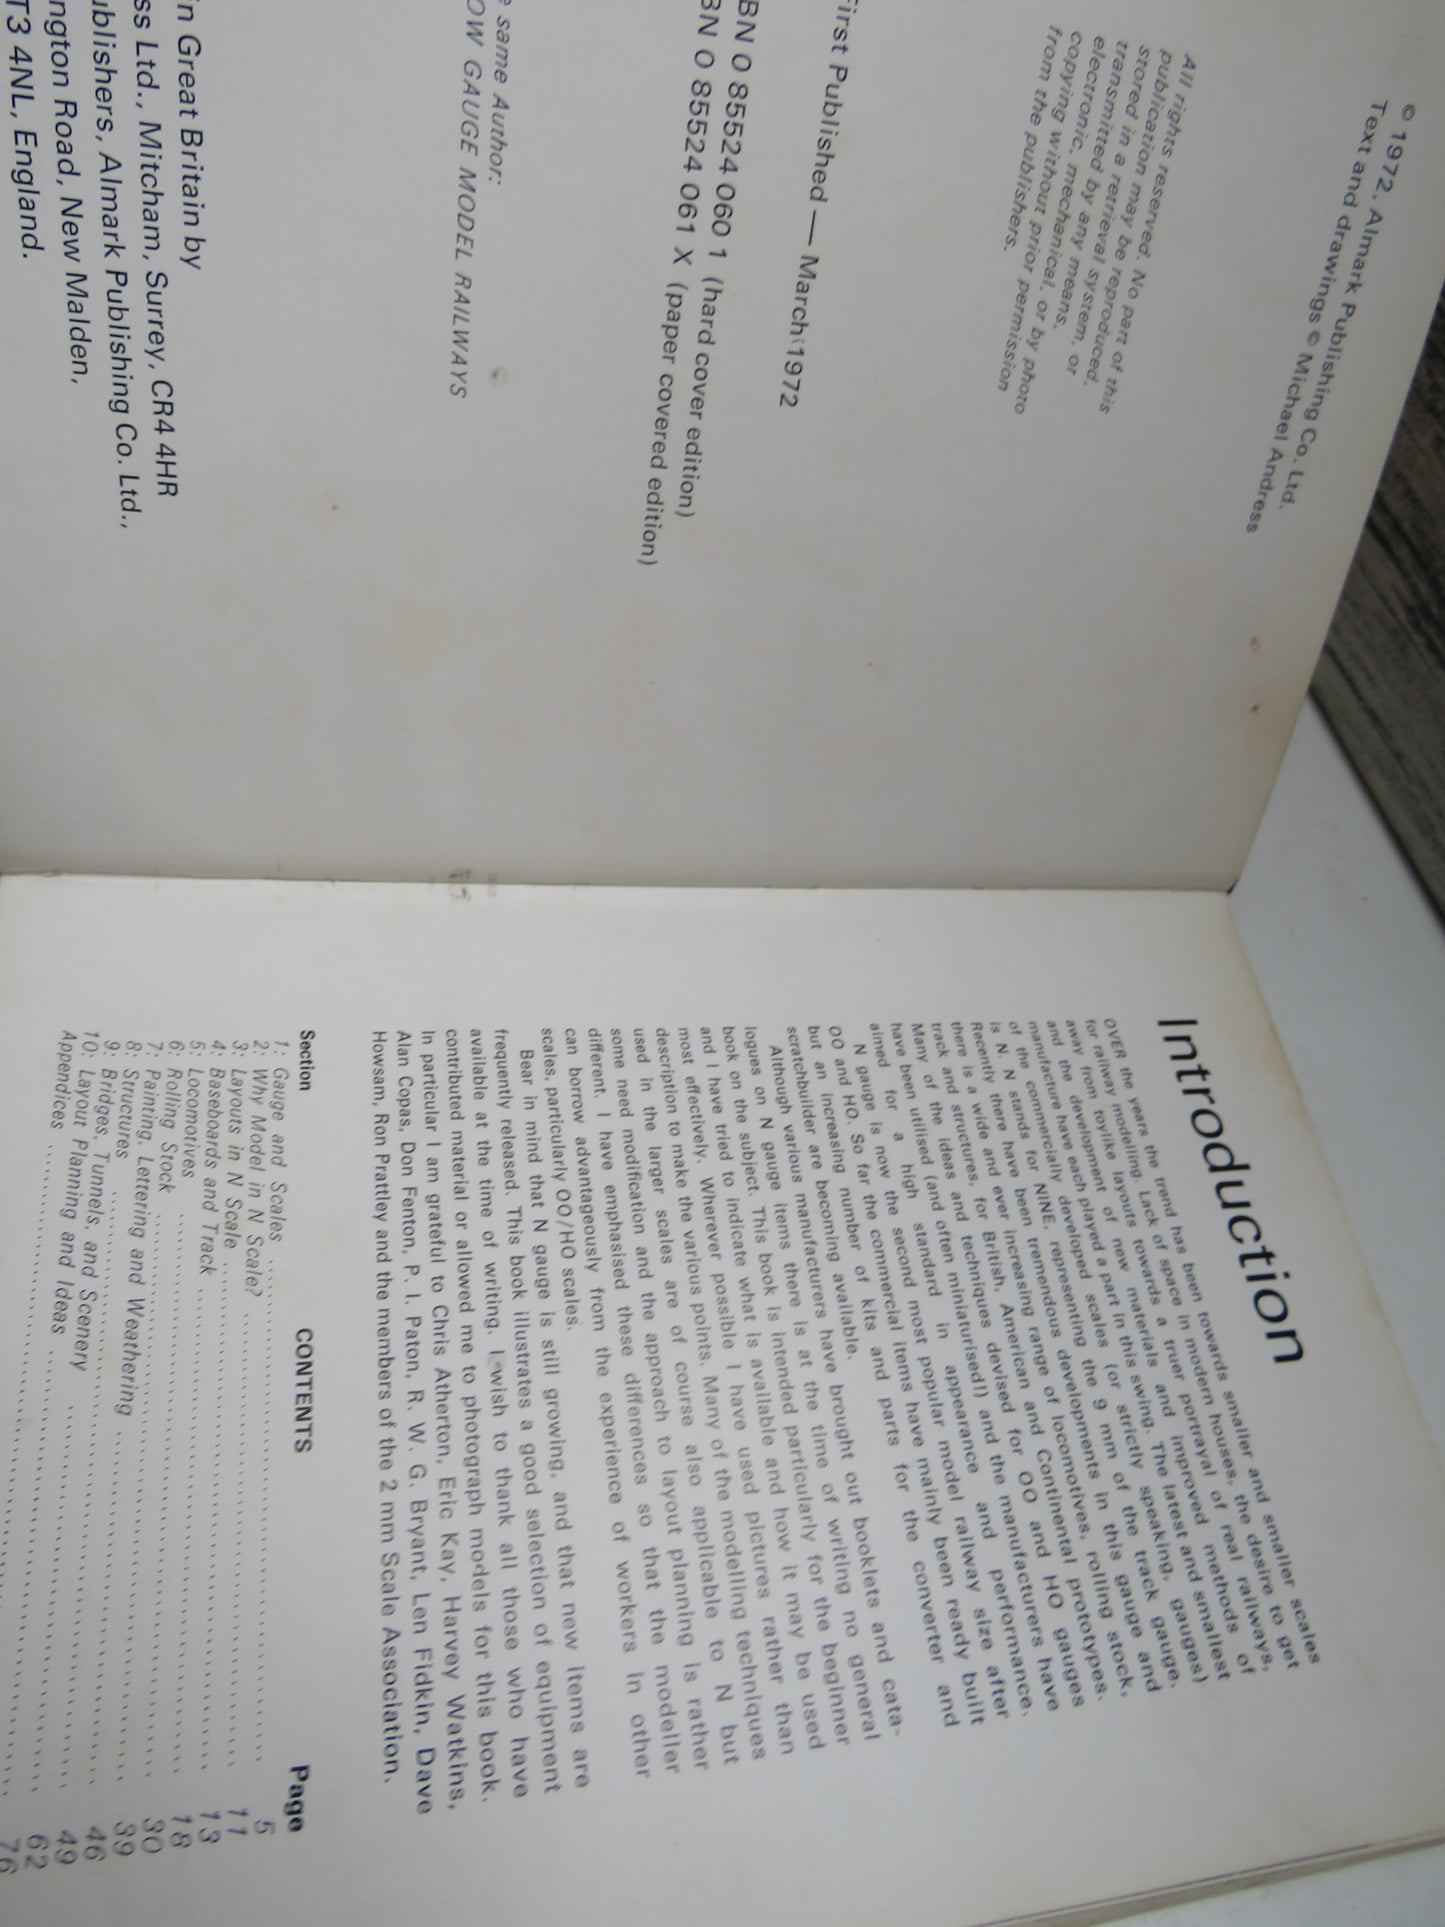 © 1972, Almark Publishing Co. Ltd.
Text and drawings © Michael Andress
All rights reserved. No part of this
publication may be reproduced,
stored in a retrieval system, or
transmitted by any means,
electronic, mechanical, or by photo
copying without prior permission
from the publishers.
First Published — March 1972
BN 0 85524 060 1 (hard cover edition)
BN 0 85524 061 X (paper covered edition)
e same Author:
OW GAUGE MODEL RAILWAYS
in Great Britain by
ss Ltd., Mitcham, Surrey, CR4 4HR
ublishers, Almark Publishing Co. Ltd.,
ington Road, New Malden,
T3 4NL, England.
Introduction
OVER the years the trend has been towards smaller and smaller scales
for railway modelling. Lack of space in modern houses, the desire to get
away from toylike layouts towards a truer portrayal of real railways,
and the development of new materials and improved methods of
manufacture have each played a part in this swing. The latest and smallest
of the commercially developed scales (or strictly speaking, gauges)
is N. N stands for NINE, representing the 9 mm of the track gauge.
Recently there have been tremendous developments in this gauge and
there is a wide and ever increasing range of locomotives, rolling stock,
track and structures, for British, American and Continental prototypes.
Many of the ideas and techniques devised for OO and HO gauges
have been utilised (and often miniaturised!) and the manufacturers have
aimed for a high standard in appearance and performance.
N gauge is now the second most popular model railway size after
OO and HO. So far the commercial items have mainly been ready built
but an increasing number of kits and parts for the converter and
scratchbuilder are becoming available.
Although various manufacturers have brought out booklets and cata-
logues on N gauge items there is at the time of writing no general
book on the subject. This book is intended particularly for the beginner
and I have tried to indicate what is available and how it may be used
most effectively. Wherever possible I have used pictures rather than
description to make the various points. Many of the modelling techniques
used in the larger scales are of course also applicable to N but
some need modification and the approach to layout planning is rather
different. I have emphasised these differences so that the modeller
can borrow advantageously from the experience of workers in other
scales, particularly OO/HO scales.
Bear in mind that N gauge is still growing, and that new items are
frequently released. This book illustrates a good selection of equipment
available at the time of writing. I wish to thank all those who have
contributed material or allowed me to photograph models for this book.
In particular I am grateful to Chris Atherton, Eric Kay, Harvey Watkins,
Alan Copas, Don Fenton, P. I. Paton, R. W. G. Bryant, Len Fidkin, Dave
Howsam, Ron Prattley and the members of the 2 mm Scale Association.
CONTENTS
Section Page
1: Gauge and Scales 5
2: Why Model in N Scale? 11
3: Layouts in N Scale 13
4: Baseboards and Track 18
5: Locomotives 30
6: Rolling Stock 39
7: Painting, Lettering and Weathering 46
8: Structures 49
9: Bridges, Tunnels, and Scenery 62
10: Layout Planning and Ideas 76
Appendices